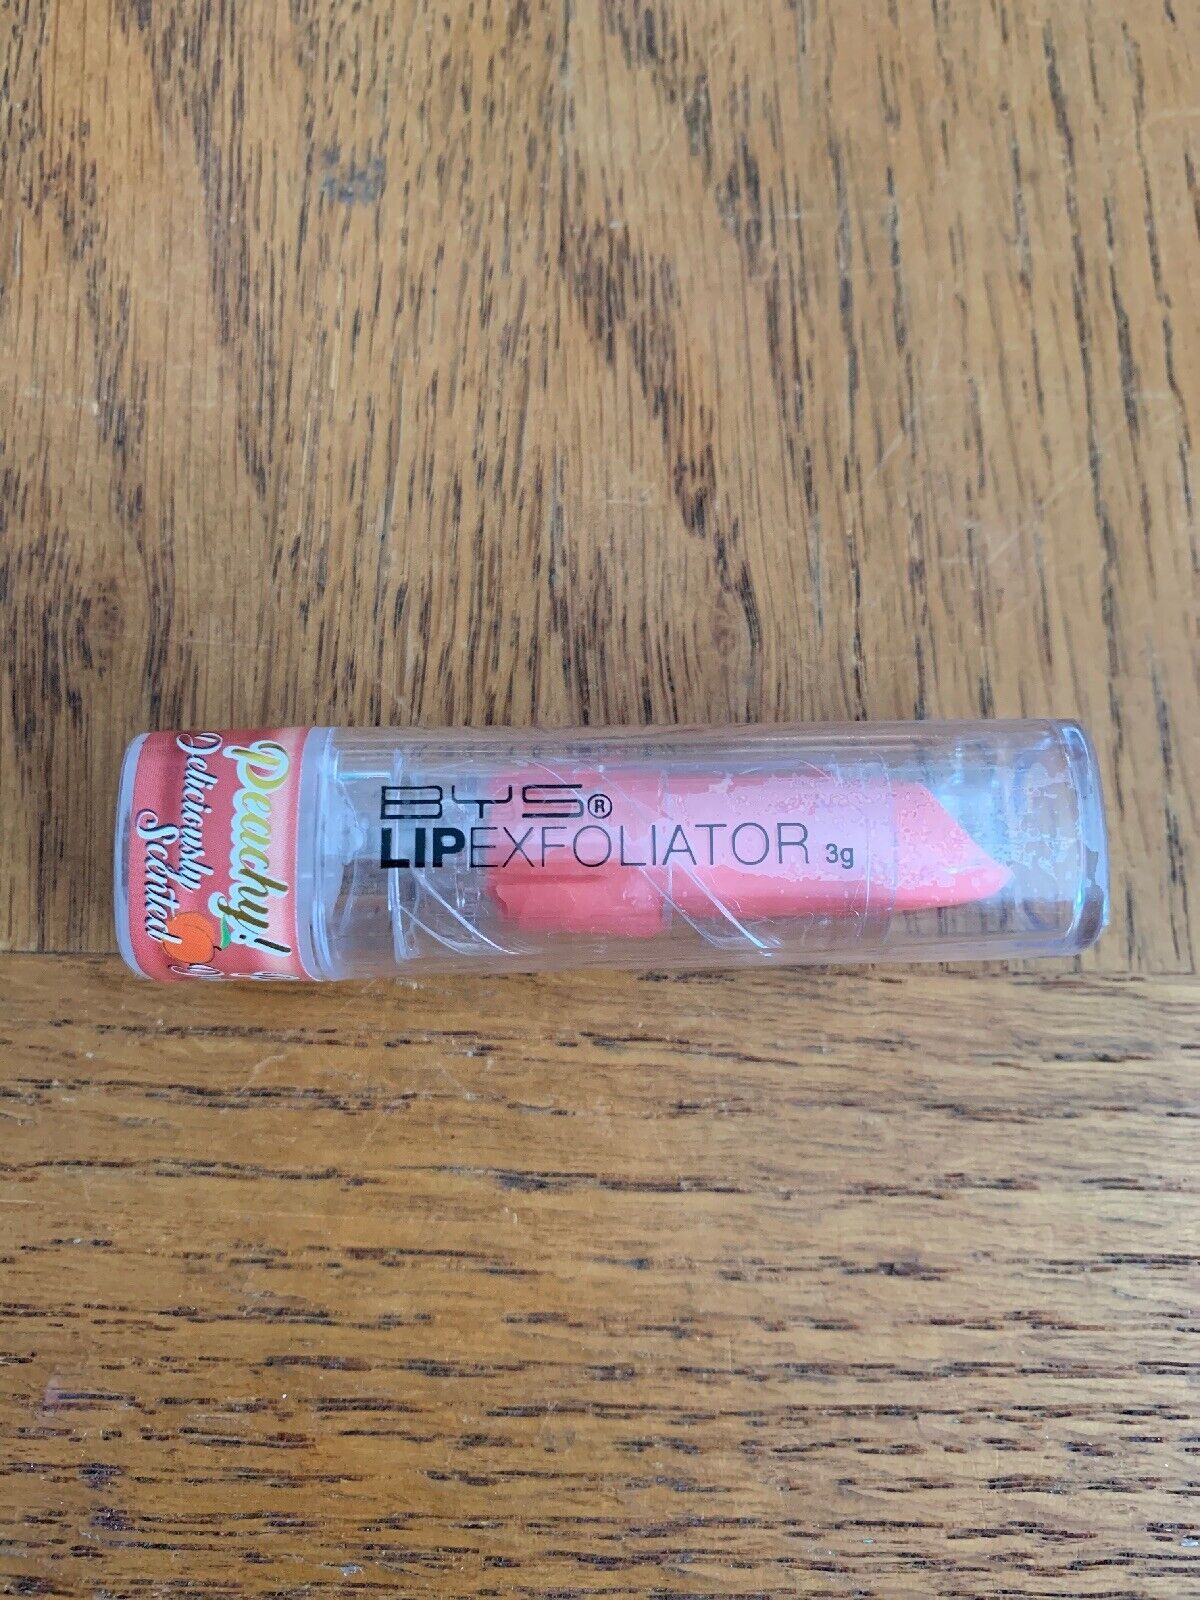 BYS®
LIPEXFOLIATOR 3g
Peachy!
Deliciously
Scented